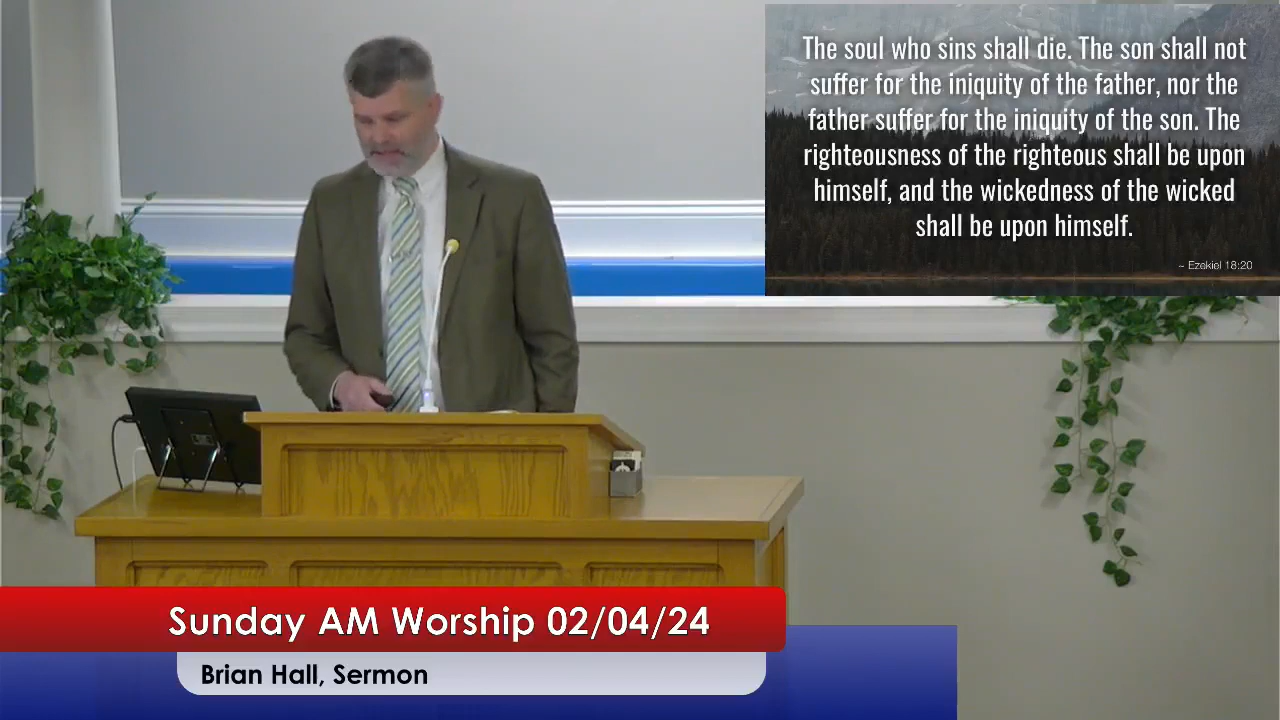 The soul who sins shall die. The son shall not
suffer for the iniquity of the father, nor the
father suffer for the iniquity of the son. The
righteousness of the righteous shall be upon
himself, and the wickedness of the wicked
shall be upon himself.
~ Ezekiel 18:20
Sunday AM Worship 02/04/24
Brian Hall, Sermon